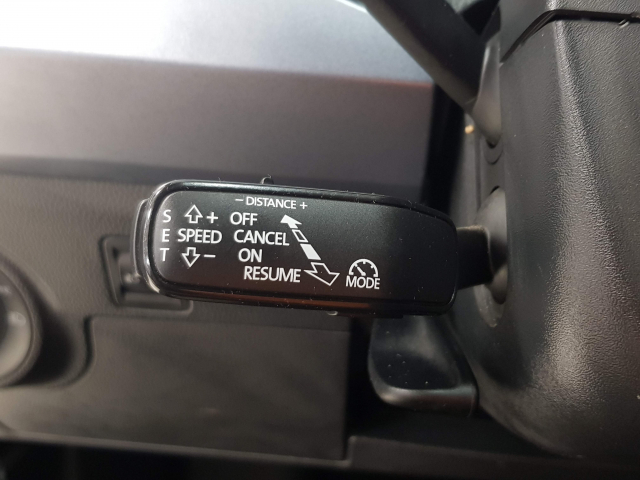 - DISTANCE +
S + OFF
E SPEED CANCEL
T - ON
RESUME
MODE